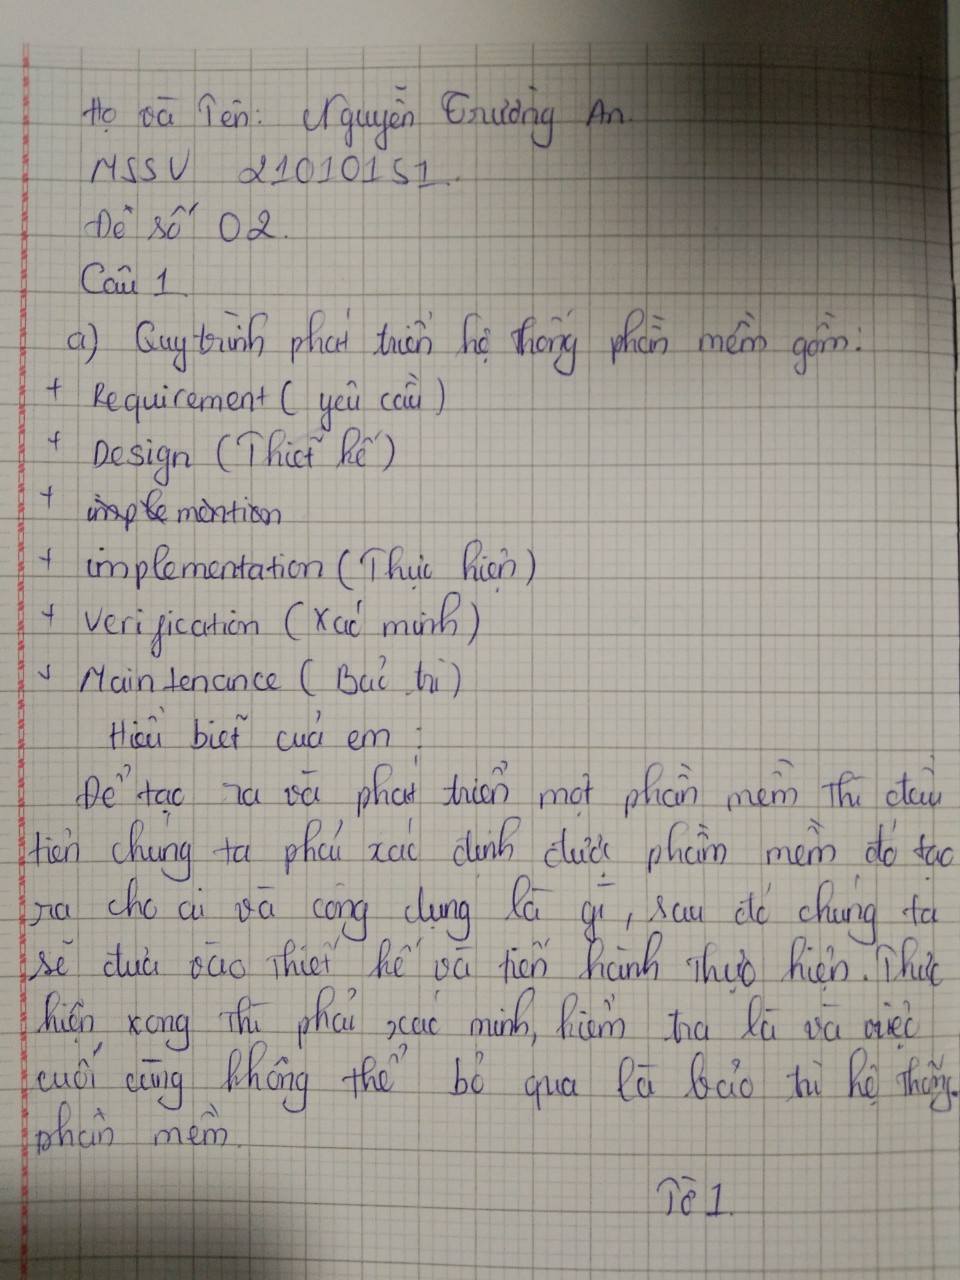 Họ và Tên: Nguyễn Trường An.
MSSV 21010151.
Đề số 02.
Câu 1
a) Quy trình phát triển hệ thống phần mềm gồm:
+ Requirement ( yêu cầu )
+ Design ( Thiết kế )
+ implemention
+ implementation ( Thực hiện )
+ Verification ( Xác minh )
+ Maintenance ( Bảo trì )
Hiểu biết của em :
Để tạo ra và phát triển một phần mềm thì đầu
tiên chúng ta phải xác định được phần mềm đó tạo
ra cho ai và công dụng là gì, sau đó chúng ta
sẽ đưa vào thiết kế và tiến hành thực hiện. Thực
hiện xong thì phải xác minh, kiểm tra là và việc
cuối cùng không thể bỏ qua là bảo trì hệ thống
phần mềm.
Tờ 1.